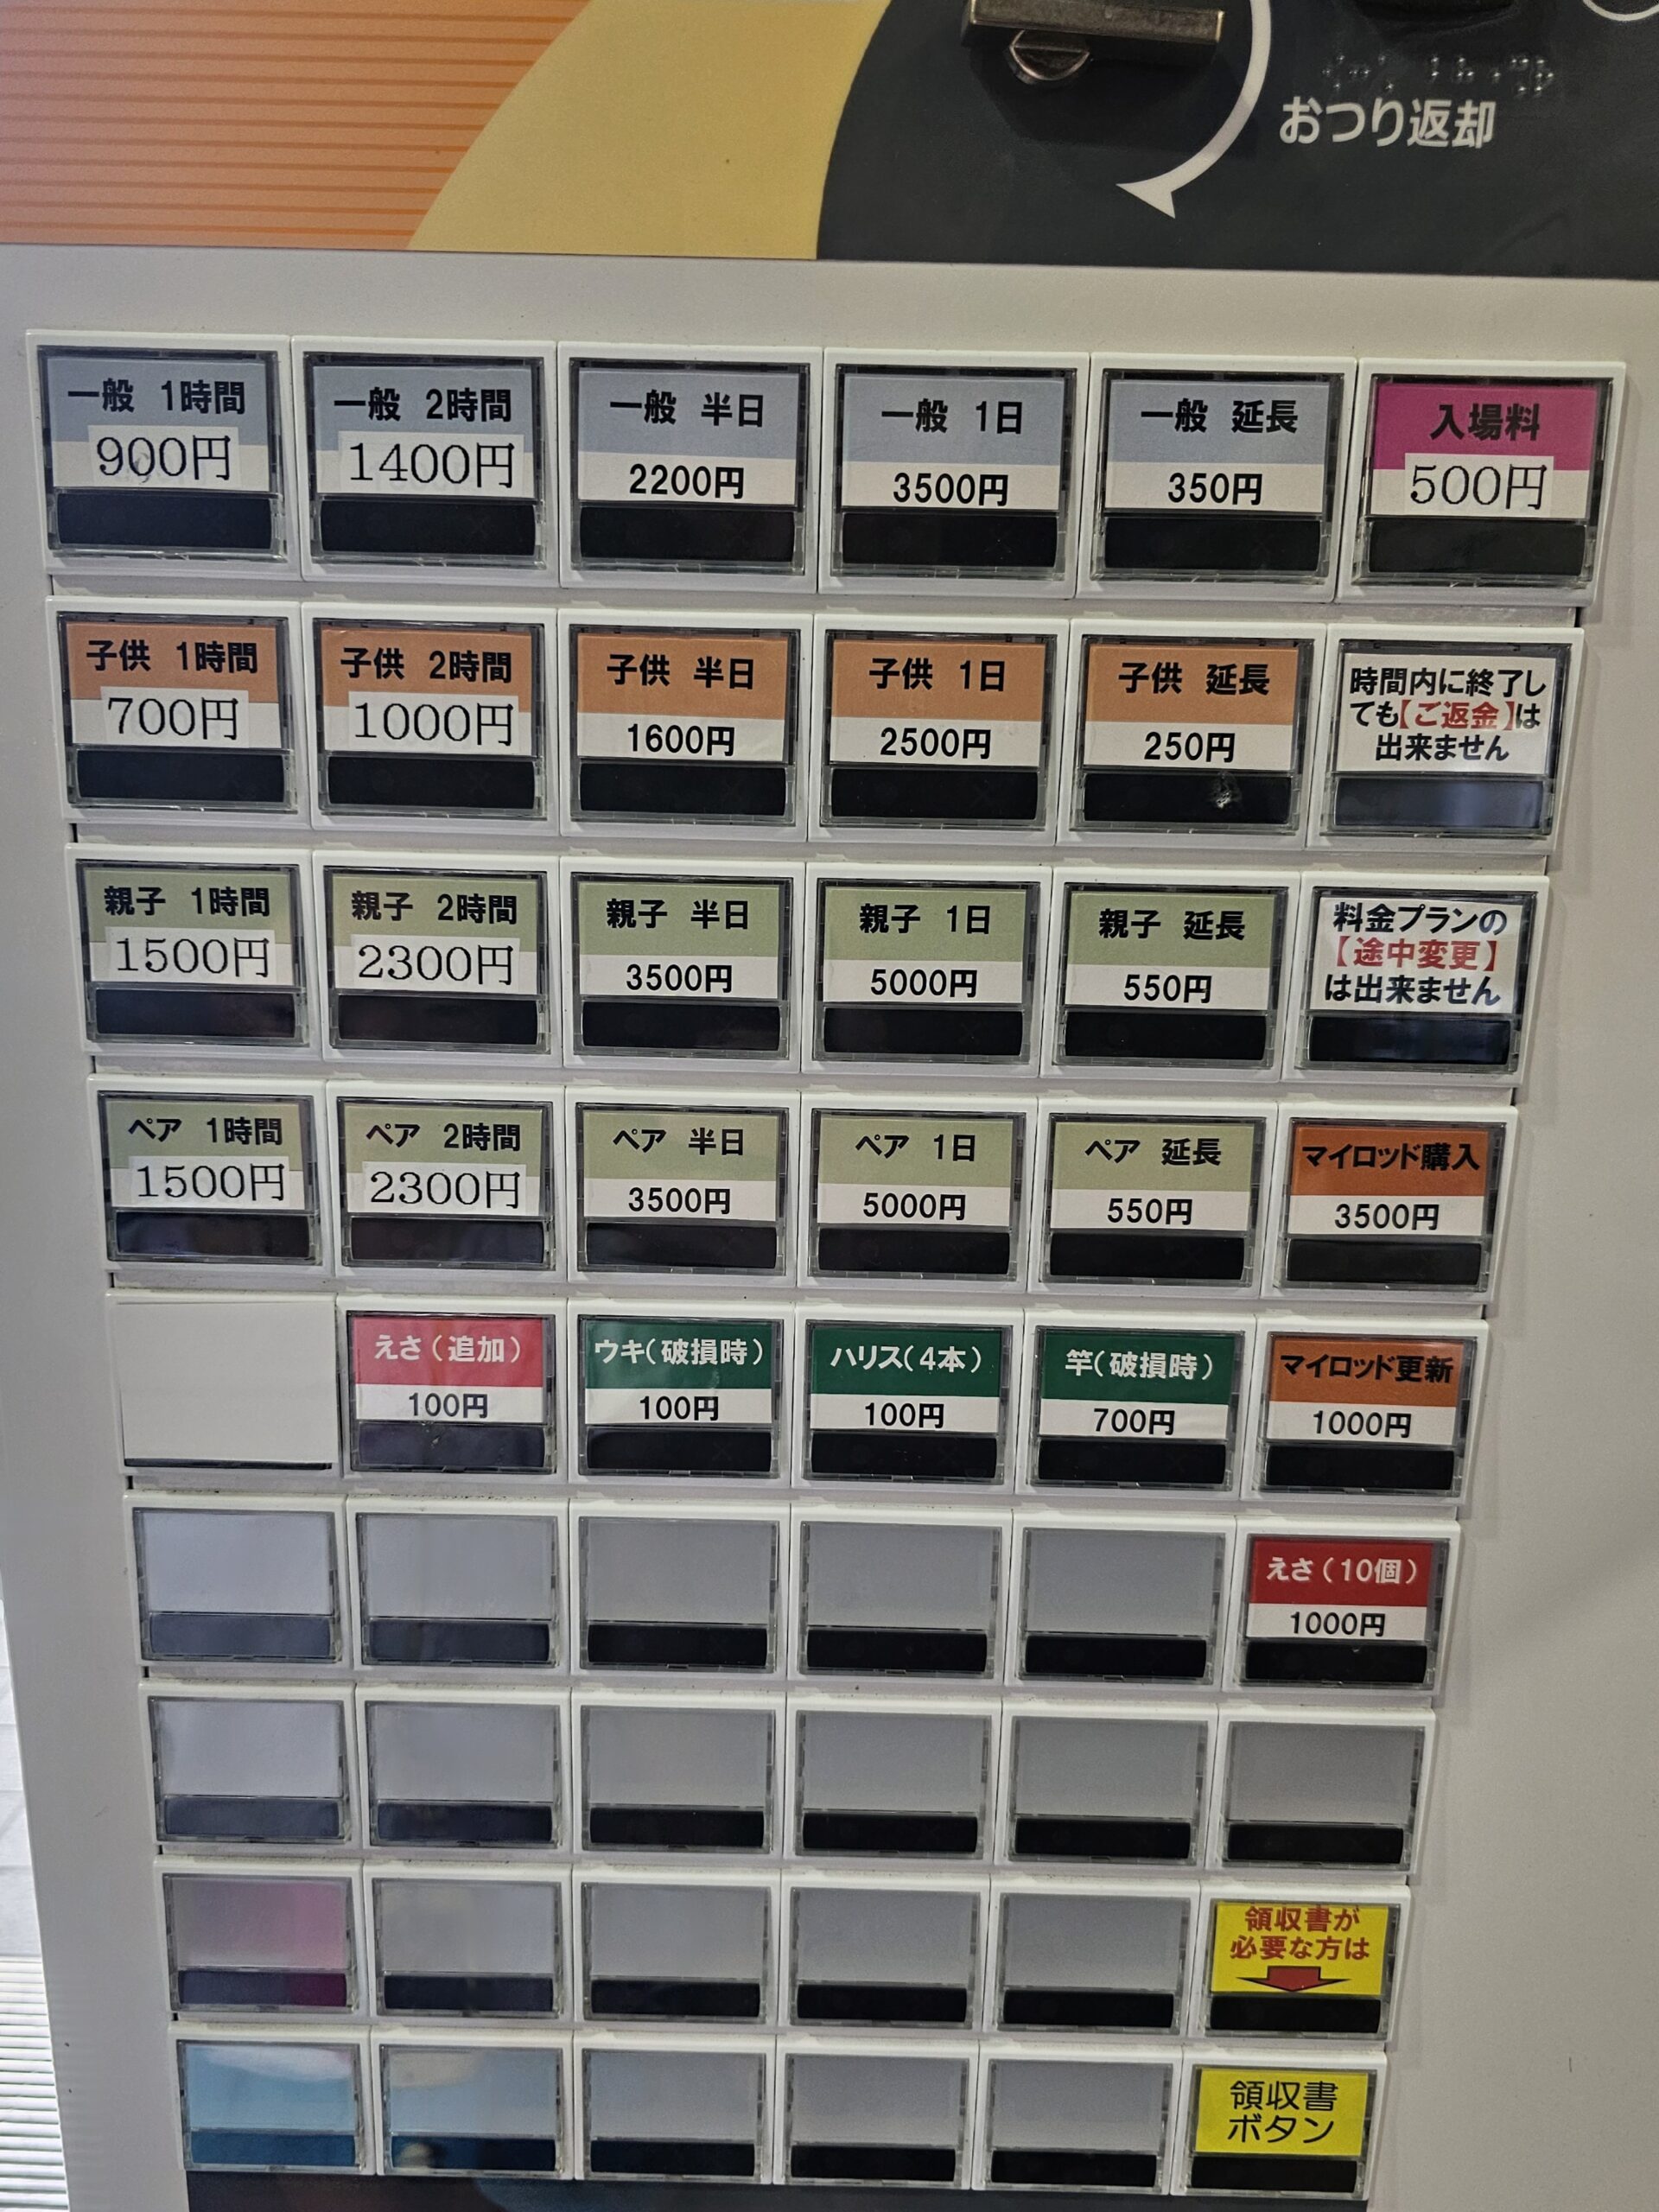 おつり返却
一般 1時間
900円
一般 2時間
1400円
一般 半日
2200円
一般 1日
3500円
一般 延長
350円
入場料
500円
子供 1時間
700円
子供 2時間
1000円
子供 半日
1600円
子供 1日
2500円
子供 延長
250円
時間内に終了し
ても【ご返金】は
出来ません
親子 1時間
1500円
親子 2時間
2300円
親子 半日
3500円
親子 1日
5000円
親子 延長
550円
料金プランの
【途中変更】
は出来ません
ペア 1時間
1500円
ペア 2時間
2300円
ペア 半日
3500円
ペア 1日
5000円
ペア 延長
550円
マイロッド購入
3500円
えさ(追加)
100円
ウキ(破損時)
100円
ハリス(4本)
100円
竿(破損時)
700円
マイロッド更新
1000円
えさ(10個)
1000円
領収書が
必要な方は
領収書
ボタン